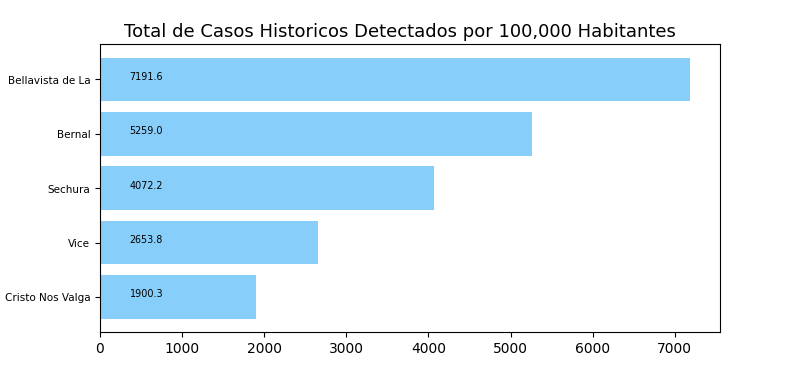 Total de Casos Historicos Detectados por 100,000 Habitantes
Bellavista de La 7191.6
Bernal 5259.0
Sechura 4072.2
Vice 2653.8
Cristo Nos Valga 1900.3
0 1000 2000 3000 4000 5000 6000 7000